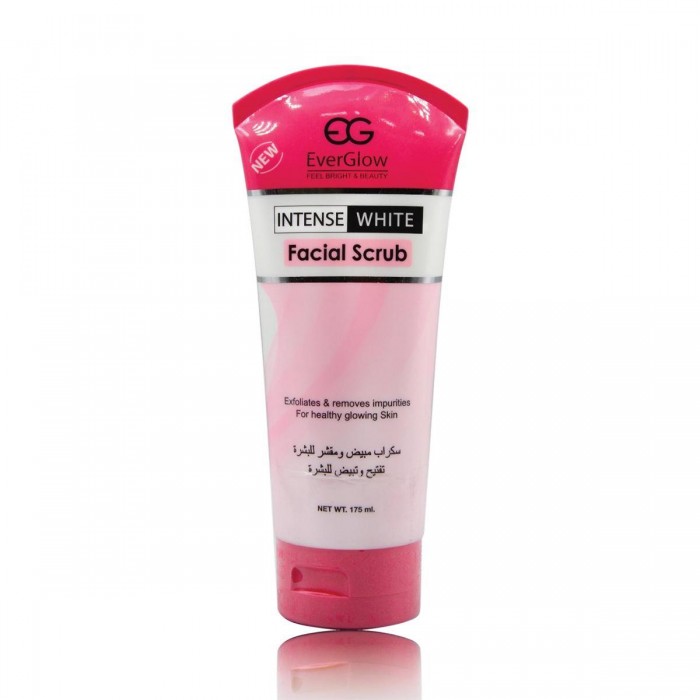 EG
EverGlow
FEEL BRIGHT & BEAUTY
NEW
INTENSE WHITE
Facial Scrub
Exfoliates & removes impurities
For healthy glowing Skin
سكراب مبيض ومقشر للبشرة
تفتيح وتبيض للبشرة
NET WT. 175 ml.